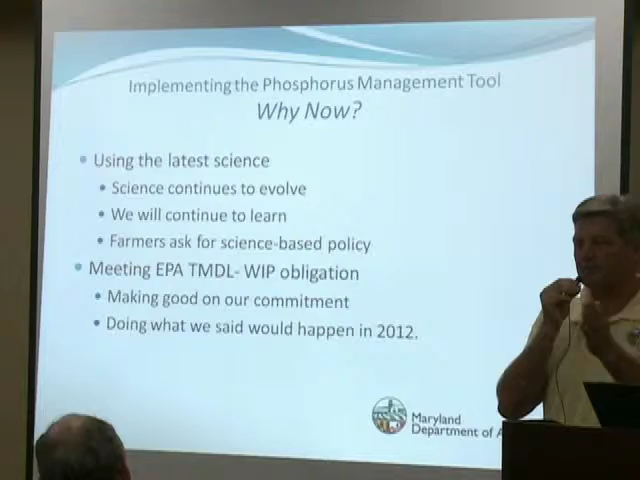 Implementing the Phosphorus Management Tool
Why Now?
• Using the latest science
• Science continues to evolve
• We will continue to learn
• Farmers ask for science-based policy
• Meeting EPA TMDL- WIP obligation
• Making good on our commitment
• Doing what we said would happen in 2012.
Maryland
Department of